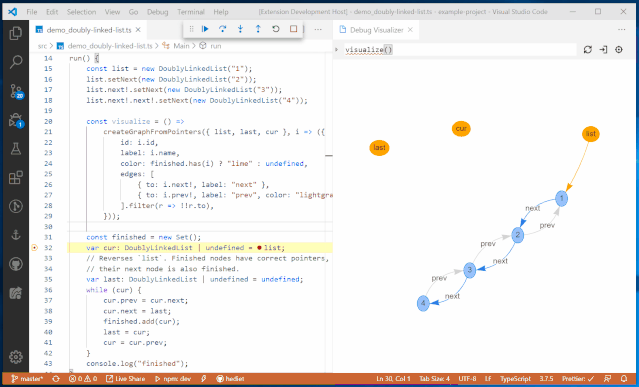 File Edit Selection View Go Debug Terminal Help [Extension Development Host] - demo_doubly-linked-list.ts - example-project - Visual Studio Code
demo_doubly-linked-list.ts
Debug Visualizer
src > demo_doubly-linked-list.ts > Main > run
visualize()
14 run() {
15 const list = new DoublyLinkedList("1");
16 list.setNext(new DoublyLinkedList("2"));
17 list.next!.setNext(new DoublyLinkedList("3"));
18 list.next!.next!.setNext(new DoublyLinkedList("4"));
19
20 const visualize = () =>
21 createGraphFromPointers({ list, last, cur }, i => ({
22 id: i.id,
23 label: i.name,
24 color: finished.has(i) ? "lime" : undefined,
25 edges: [
26 { to: i.next!, label: "next" },
27 { to: i.prev!, label: "prev", color: "lightgra
28 ].filter(r => !!r.to),
29 }));
30
31 const finished = new Set();
32 var cur: DoublyLinkedList | undefined = list;
33 // Reverses `list`. Finished nodes have correct pointers,
34 // their next node is also finished.
35 var last: DoublyLinkedList | undefined = undefined;
36 while (cur) {
37 cur.prev = cur.next;
38 cur.next = last;
39 finished.add(cur);
40 last = cur;
41 cur = cur.prev;
42 }
43 console.log("finished");
last
cur
list
1
next
prev
2
next
prev
3
prev
next
4
20
1
master* 0 0 Live Share npm: dev hediet Ln 30, Col 1 Tab Size: 4 UTF-8 LF TypeScript 3.7.5 Prettier: ✓